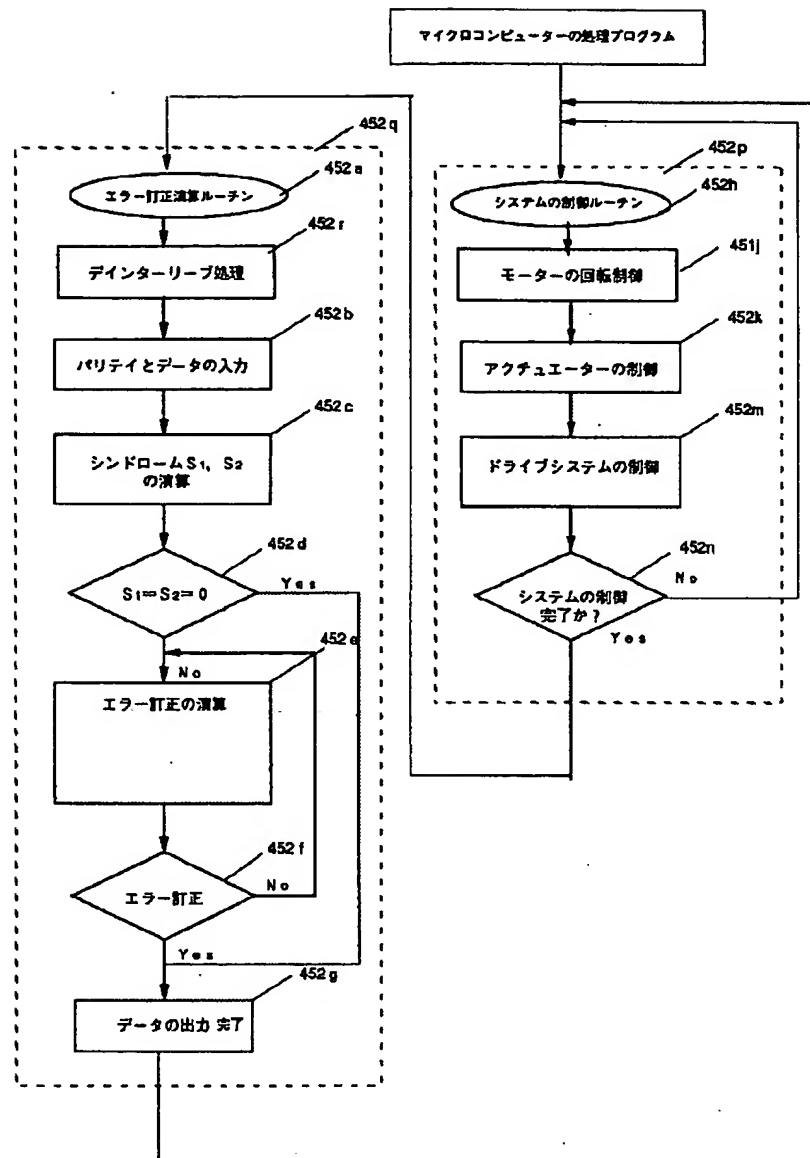 マイクロコンピューターの処理プログラム
452q
452a
エラー訂正演算ルーチン
452r
デインターリーブ処理
452b
パリティとデータの入力
452c
シンドロームS1, S2
の演算
452d
S1=S2=0
Yes
No
452e
エラー訂正の演算
452f
エラー訂正
No
Yes
452g
データの出力 完了
452p
452h
システムの制御ルーチン
451j
モーターの回転制御
452k
アクチュエーターの制御
452m
ドライブシステムの制御
452n
システムの制御
完了か?
No
Yes